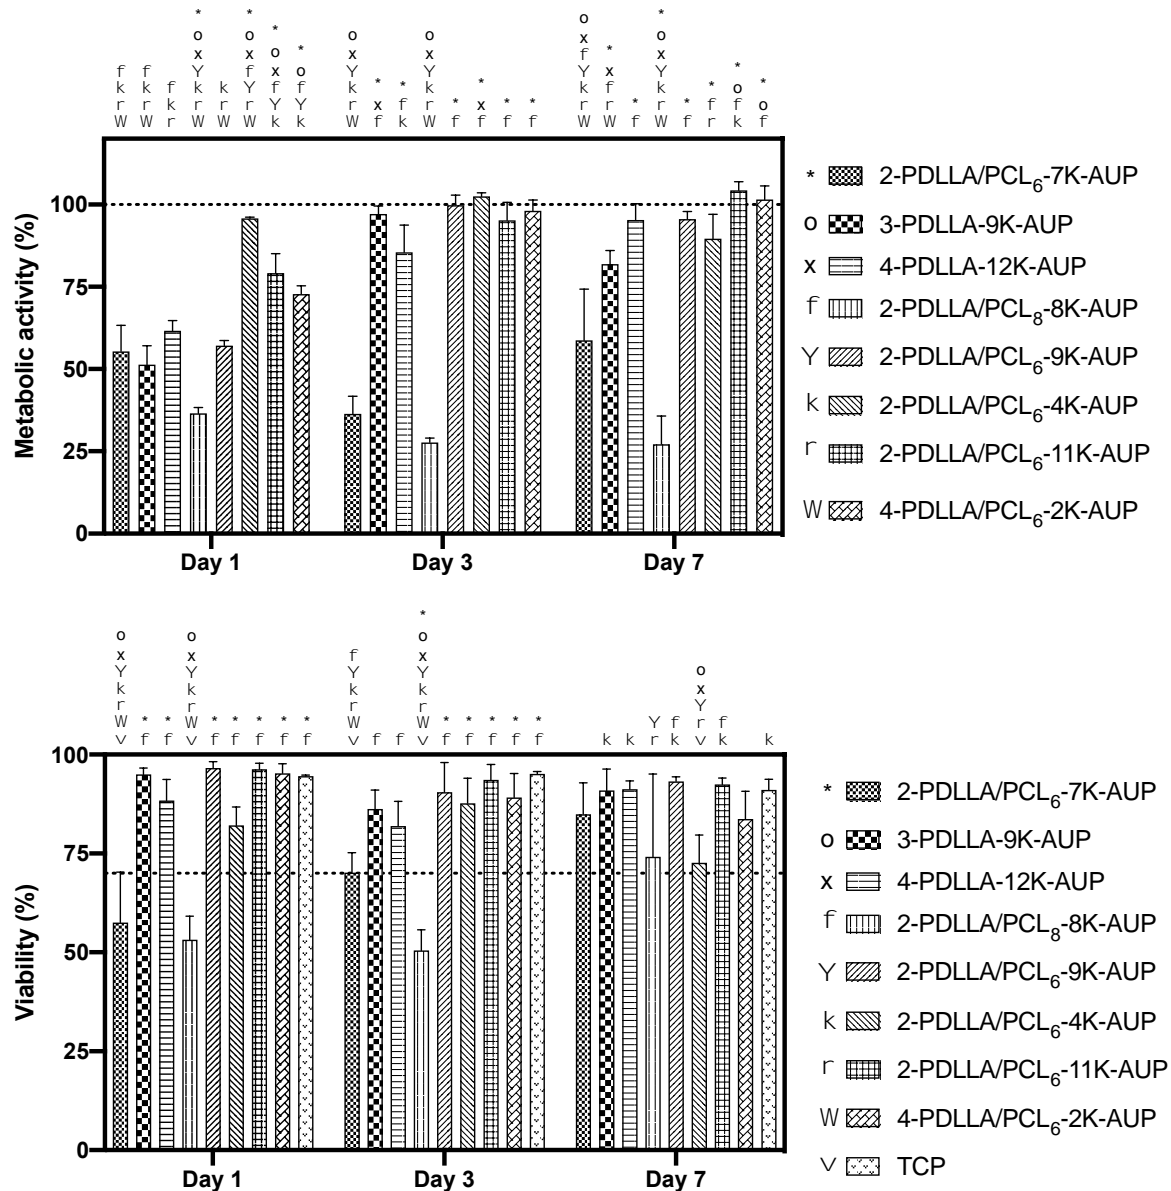 f k r W
f k r W
f k r
* o x Y k r W
k r W
* o x f Y r W
* o x f Y k
* o f Y k
o x Y k r W
* x f
* f k
o x Y k r W
* f
* x f
* f
* f
o x f Y k r W
* x f r W
* f
* o x Y k r W
* f
* f r
* o f k
* o f
Metabolic activity (%)
100
75
50
25
0
Day 1
Day 3
Day 7
* 2-PDLLA/PCL6-7K-AUP
o 3-PDLLA-9K-AUP
x 4-PDLLA-12K-AUP
f 2-PDLLA/PCL8-8K-AUP
Y 2-PDLLA/PCL6-9K-AUP
k 2-PDLLA/PCL6-4K-AUP
r 2-PDLLA/PCL6-11K-AUP
W 4-PDLLA/PCL6-2K-AUP
o x Y k r W V
* f
* f
o x Y k r W V
* f
* f
* f
* f
* f
f Y k r W V
f
f
* o x Y k r W V
* f
* f
* f
* f
* f
k
k
Y r
f k
o x Y r V
f k
k
Viability (%)
100
75
50
25
0
Day 1
Day 3
Day 7
* 2-PDLLA/PCL6-7K-AUP
o 3-PDLLA-9K-AUP
x 4-PDLLA-12K-AUP
f 2-PDLLA/PCL8-8K-AUP
Y 2-PDLLA/PCL6-9K-AUP
k 2-PDLLA/PCL6-4K-AUP
r 2-PDLLA/PCL6-11K-AUP
W 4-PDLLA/PCL6-2K-AUP
V TCP